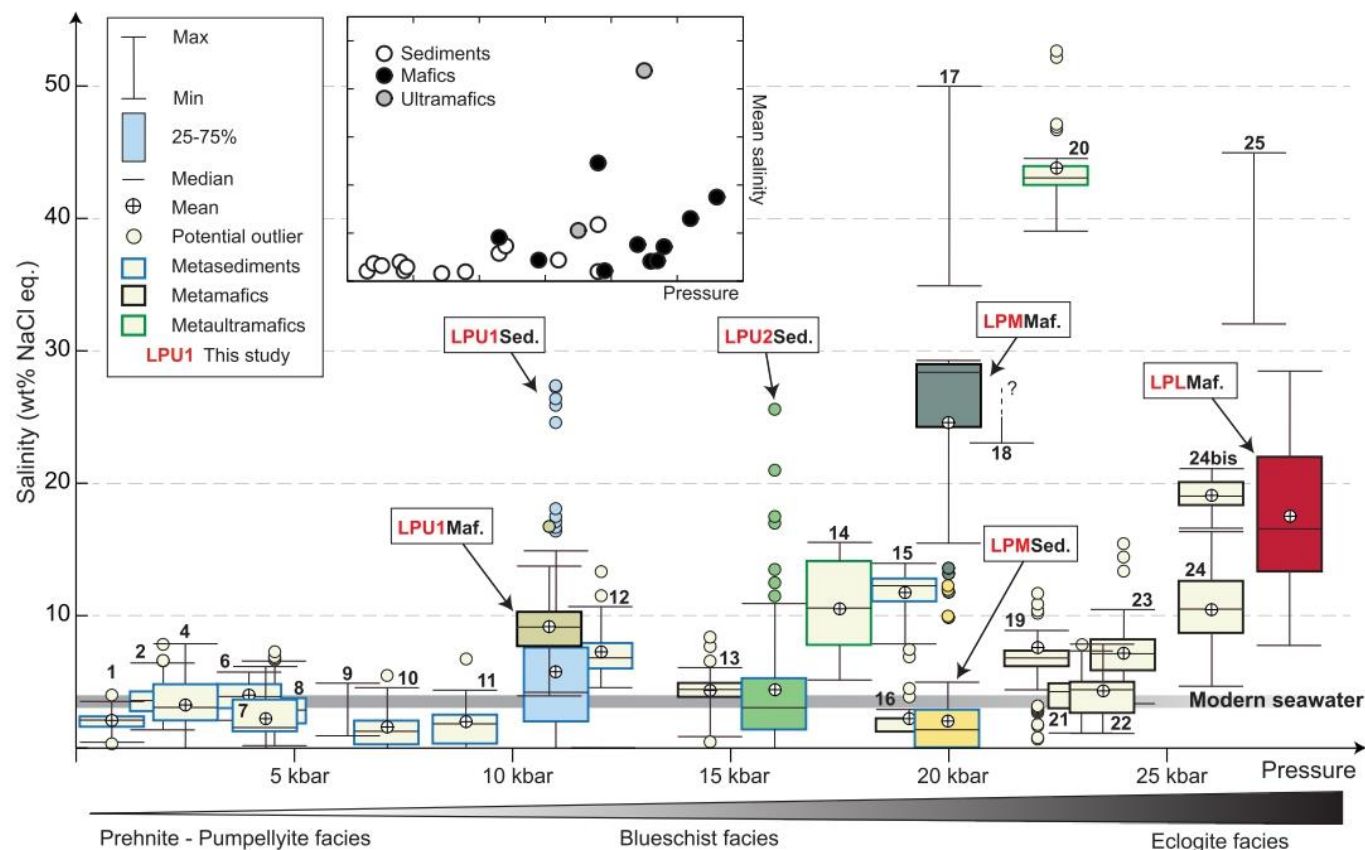 Max
Min
25-75%
Median
Mean
Potential outlier
Metasediments
Metamafics
Metaultramafics
LPU1 This study
Sediments
Mafics
Ultramafics
Mean salinity
Pressure
Salinity (wt% NaCl eq.)
50
40
30
20
10
17
20
25
LPU1Sed.
LPU2Sed.
LPMMaf.
LPLMaf.
?
18
24bis
LPU1Maf.
LPMSed.
14
15
24
12
19
23
1
2
4
6
7
8
9
10
11
13
16
21
22
Modern seawater
5 kbar
10 kbar
15 kbar
20 kbar
25 kbar
Pressure
Prehnite - Pumpellyite facies
Blueschist facies
Eclogite facies